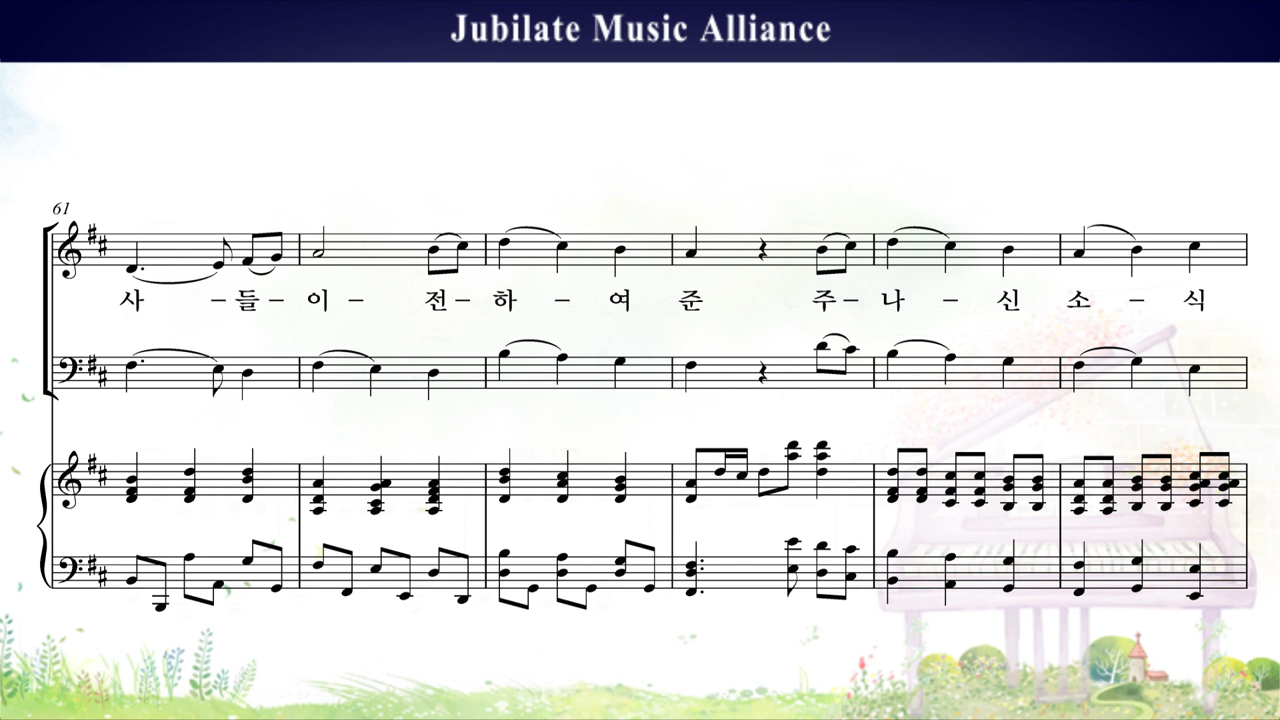 Jubilate Music Alliance
61
사 – 들 – 이 – 전 – 하 – 여 준 주 – 나 – 신 소 – 식